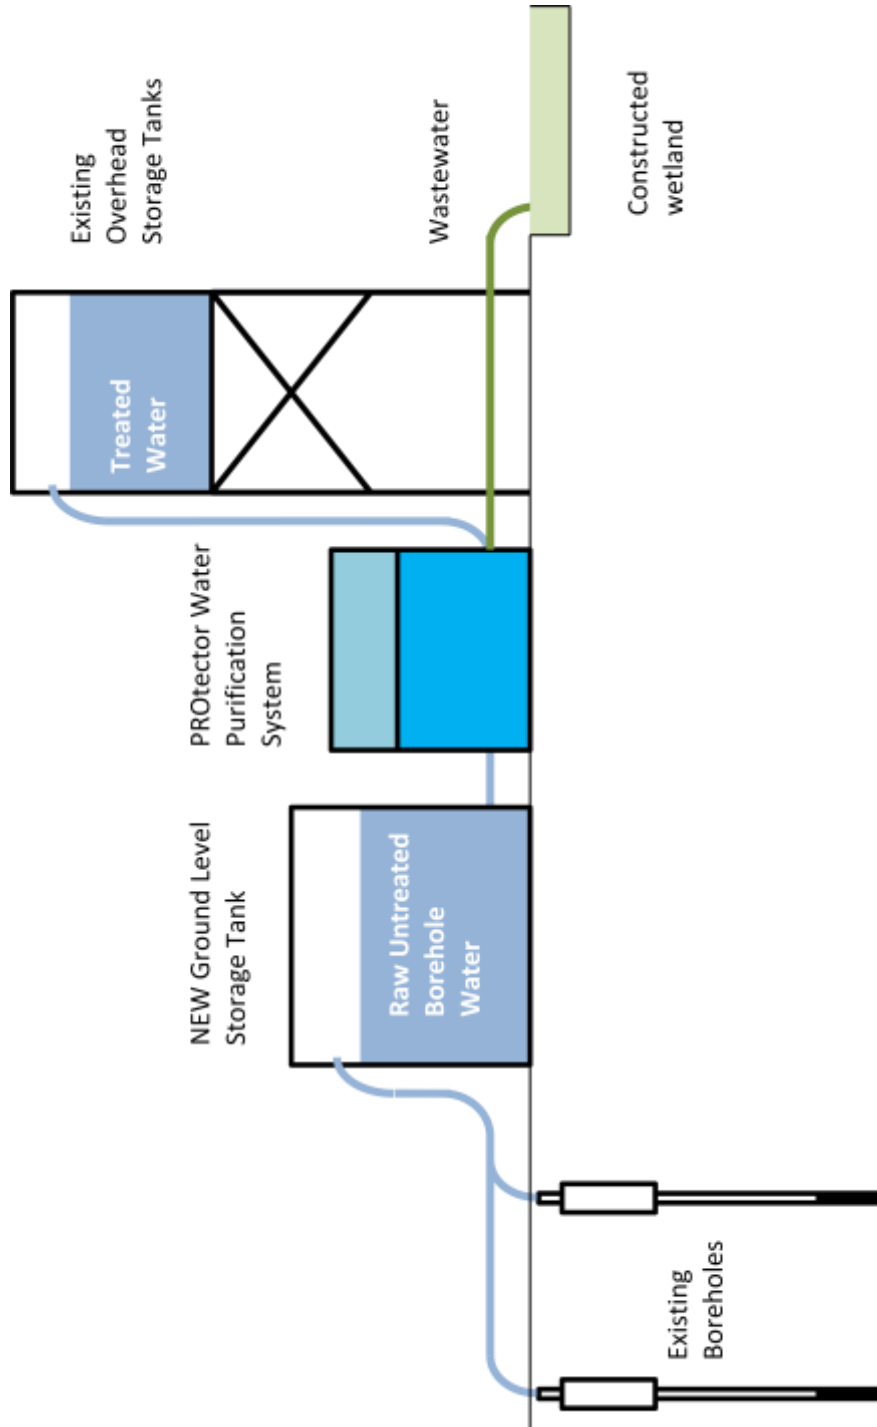 Existing
Boreholes
NEW Ground Level
Storage Tank
Raw Untreated
Borehole
Water
PROtector Water
Purification
System
Existing
Overhead
Storage Tanks
Treated
Water
Wastewater
Constructed
wetland